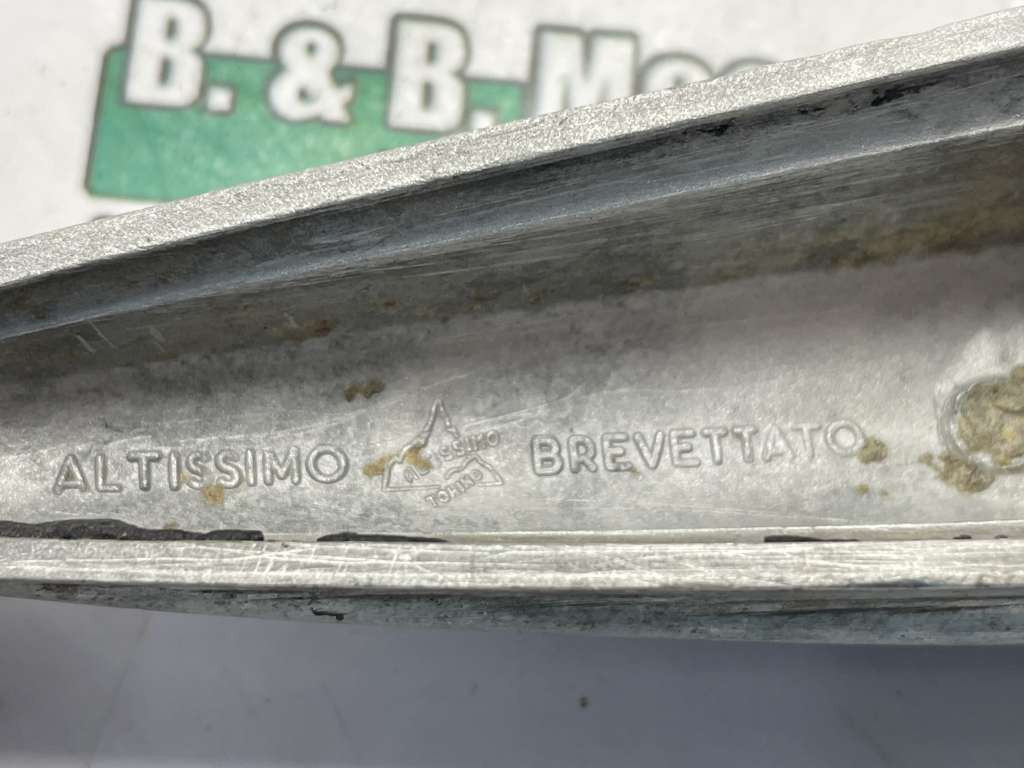 B. & B.
ALTISSIMO
ALTISSIMO
TORINO
BREVETTATO